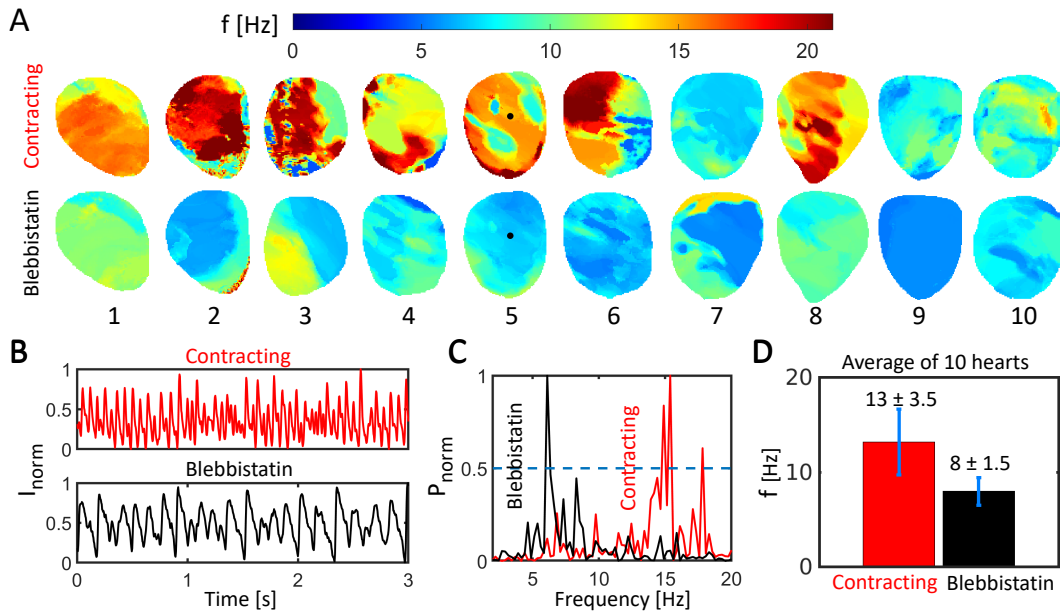 A
f [Hz]
0 5 10 15 20
Contracting
Blebbistatin
1 2 3 4 5 6 7 8 9 10
B
Contracting
1
0.5
0
Blebbistatin
1
0.5
0
I_norm
0 1 2 3
Time [s]
C
1
0.5
0
P_norm
Blebbistatin
Contracting
5 10 15 20
Frequency [Hz]
D
Average of 10 hearts
20
10
0
f [Hz]
13 ± 3.5
8 ± 1.5
Contracting Blebbistatin